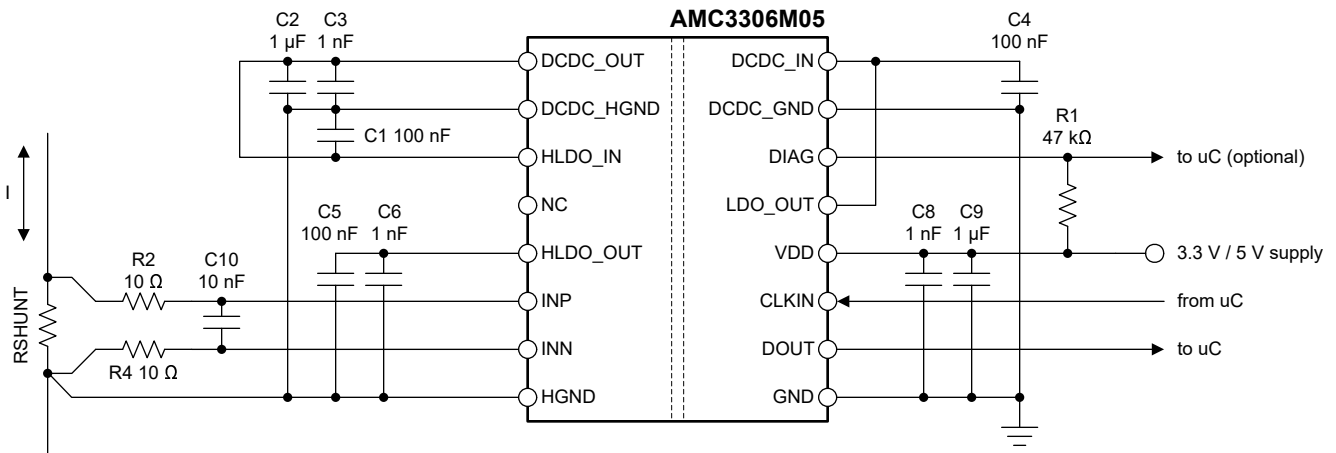 AMC3306M05
C2
1 µF
C3
1 nF
C4
100 nF
DCDC_OUT
DCDC_IN
DCDC_HGND
DCDC_GND
C1 100 nF
R1
47 kΩ
HLDO_IN
DIAG
to uC (optional)
I
NC
LDO_OUT
C5
100 nF
C6
1 nF
C8
1 nF
C9
1 µF
HLDO_OUT
VDD
3.3 V / 5 V supply
R2
10 Ω
C10
10 nF
INP
CLKIN
from uC
RSHUNT
INN
DOUT
to uC
R4 10 Ω
HGND
GND